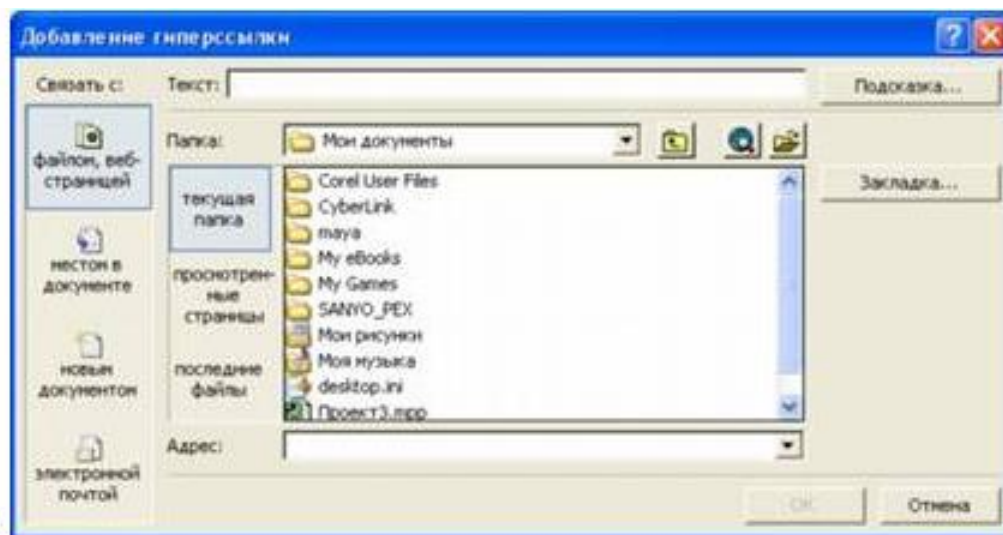 Добавление гиперссылки
Связать с:
Текст:
Подсказка...
файлом, веб-
страницей
Папка:
Мои документы
Закладка...
текущая
папка
Corel User Files
CyberLink
maya
My eBooks
My Games
SANYO_PEX
Мои рисунки
Моя музыка
desktop.ini
Проект3.mpp
местом в
документе
просмотрен-
ные
страницы
новым
документом
последние
файлы
Адрес:
электронной
почтой
ОК
Отмена